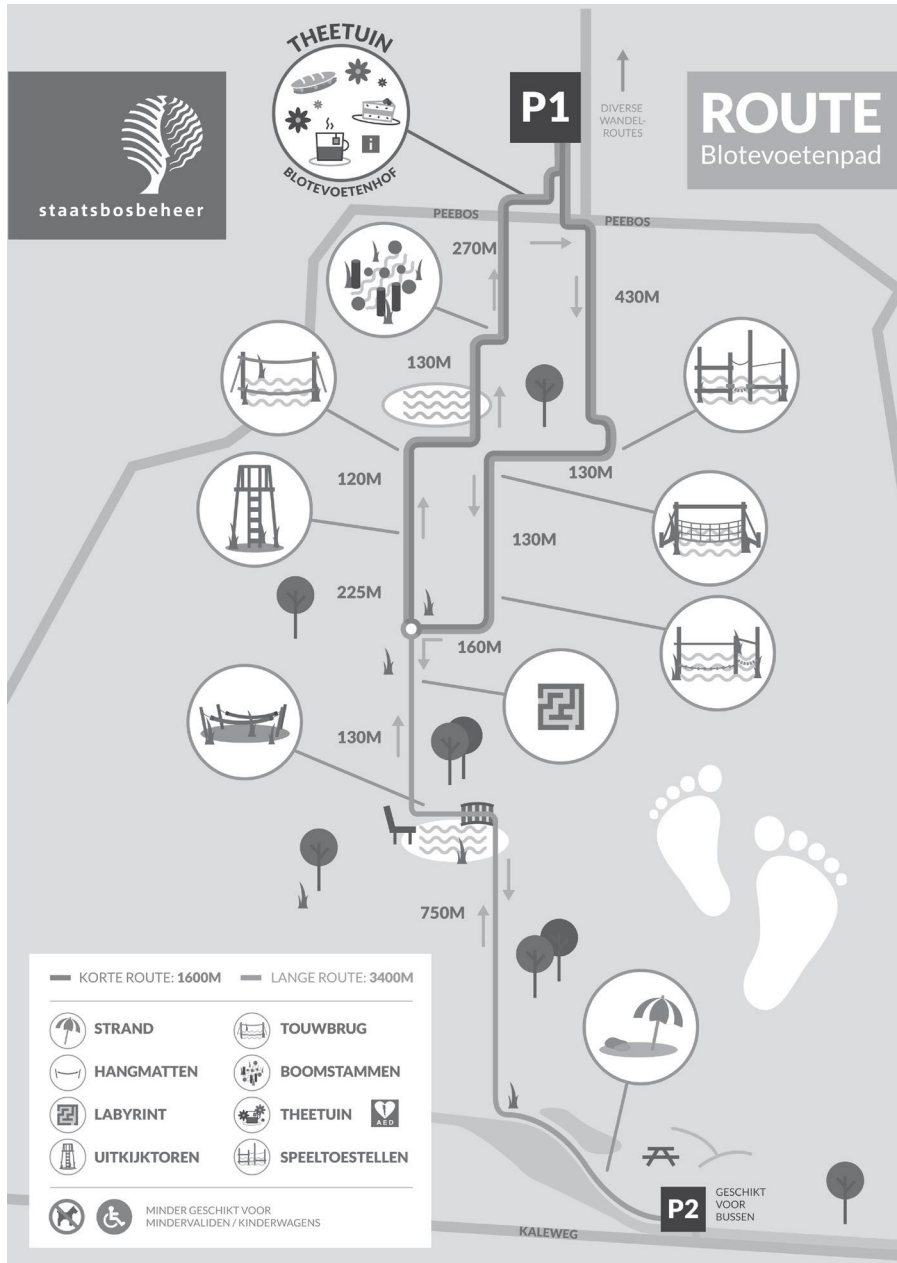 THEETUIN
i
BLOTEVOETENHOF
staatsbosbeheer
P1
DIVERSE
WANDEL-
ROUTES
ROUTE
Blotevoetenpad
PEEBOS
PEEBOS
270M
430M
130M
120M
130M
130M
225M
160M
130M
750M
KORTE ROUTE: 1600M
LANGE ROUTE: 3400M
STRAND
TOUWBRUG
HANGMATTEN
BOOMSTAMMEN
LABYRINT
THEETUIN
AED
UITKIJKTOREN
SPEELTOESTELLEN
MINDER GESCHIKT VOOR
MINDERVALIDEN / KINDERWAGENS
P2
GESCHIKT
VOOR
BUSSEN
KALEWEG